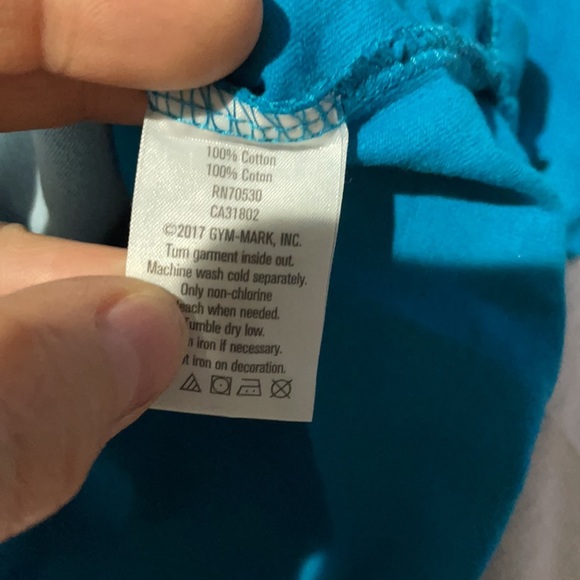 100% Cotton
100% Coton
RN70530
CA31802
©2017 GYM-MARK, INC.
Turn garment inside out.
Machine wash cold separately.
Only non-chlorine
when needed.
dry low.
iron if necessary.
iron on decoration.